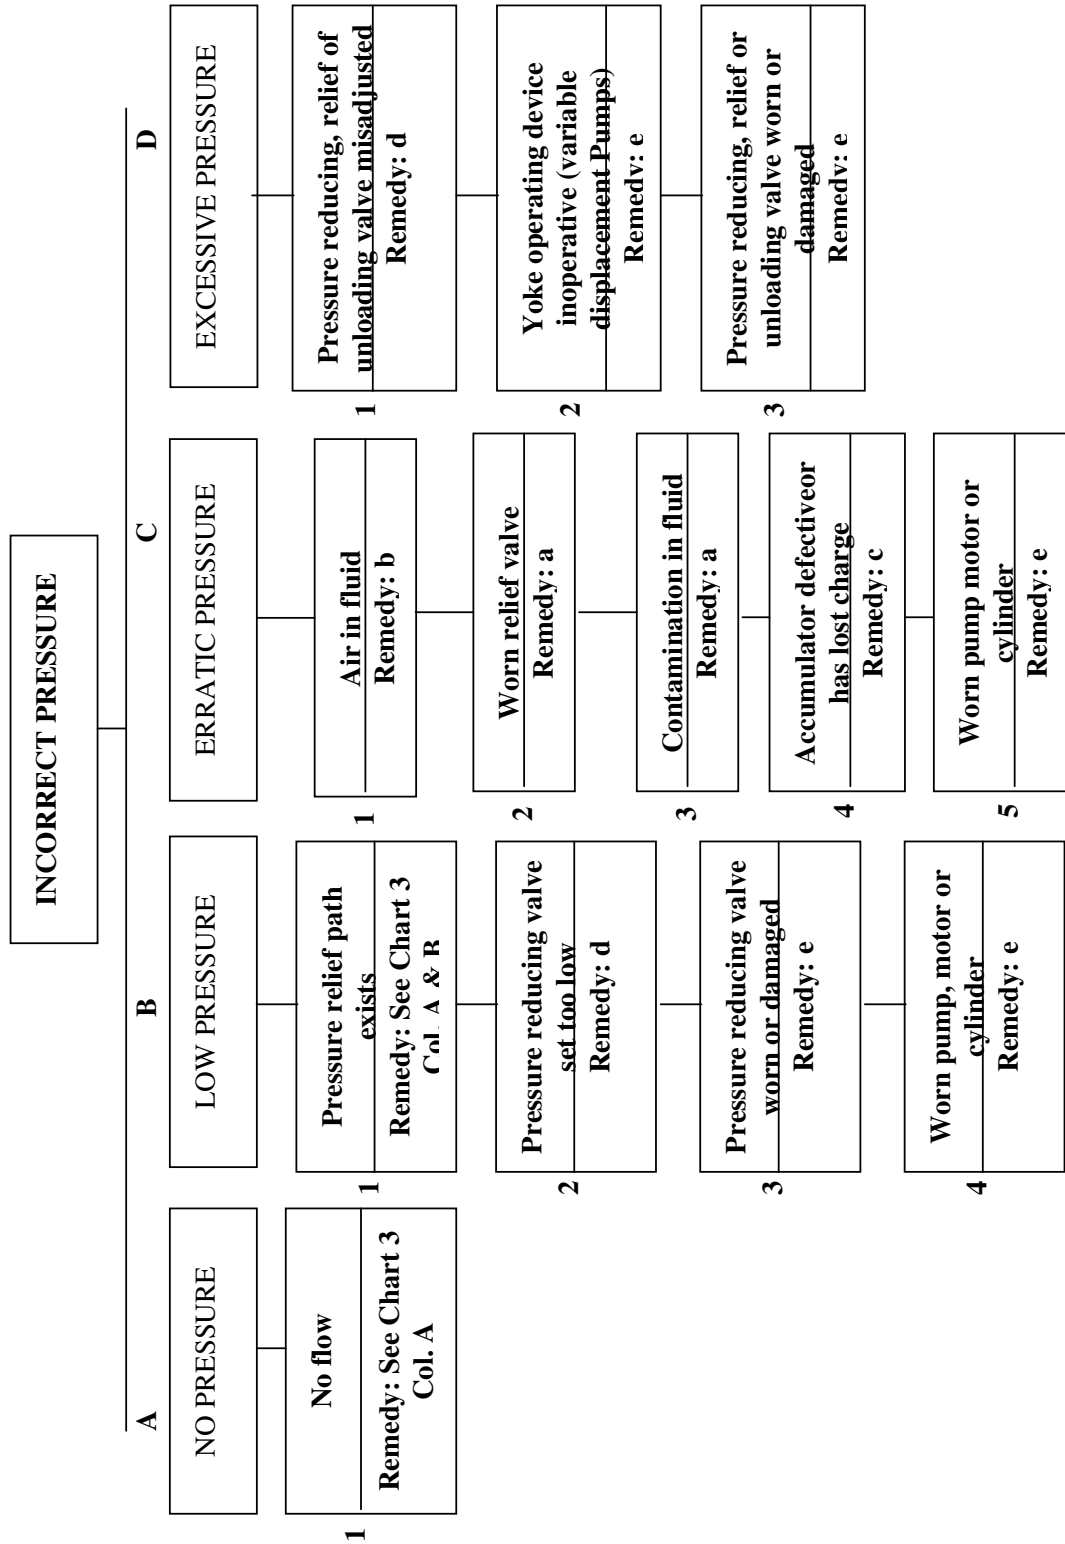 INCORRECT PRESSURE
A
NO PRESSURE
1
No flow
Remedy: See Chart 3
Col. A
B
LOW PRESSURE
1
Pressure relief path
exists
Remedy: See Chart 3
Col. A & B
2
Pressure reducing valve
set too low
Remedy: d
3
Pressure reducing valve
worn or damaged
Remedy: e
4
Worn pump, motor or
cylinder
Remedy: e
C
ERRATIC PRESSURE
1
Air in fluid
Remedy: b
2
Worn relief valve
Remedy: a
3
Contamination in fluid
Remedy: a
4
Accumulator defectiveor
has lost charge
Remedy: c
5
Worn pump motor or
cylinder
Remedy: e
D
EXCESSIVE PRESSURE
1
Pressure reducing, relief of
unloading valve misadjusted
Remedy: d
2
Yoke operating device
inoperative (variable
displacement Pumps)
Remedy: e
3
Pressure reducing, relief or
unloading valve worn or
damaged
Remedy: e